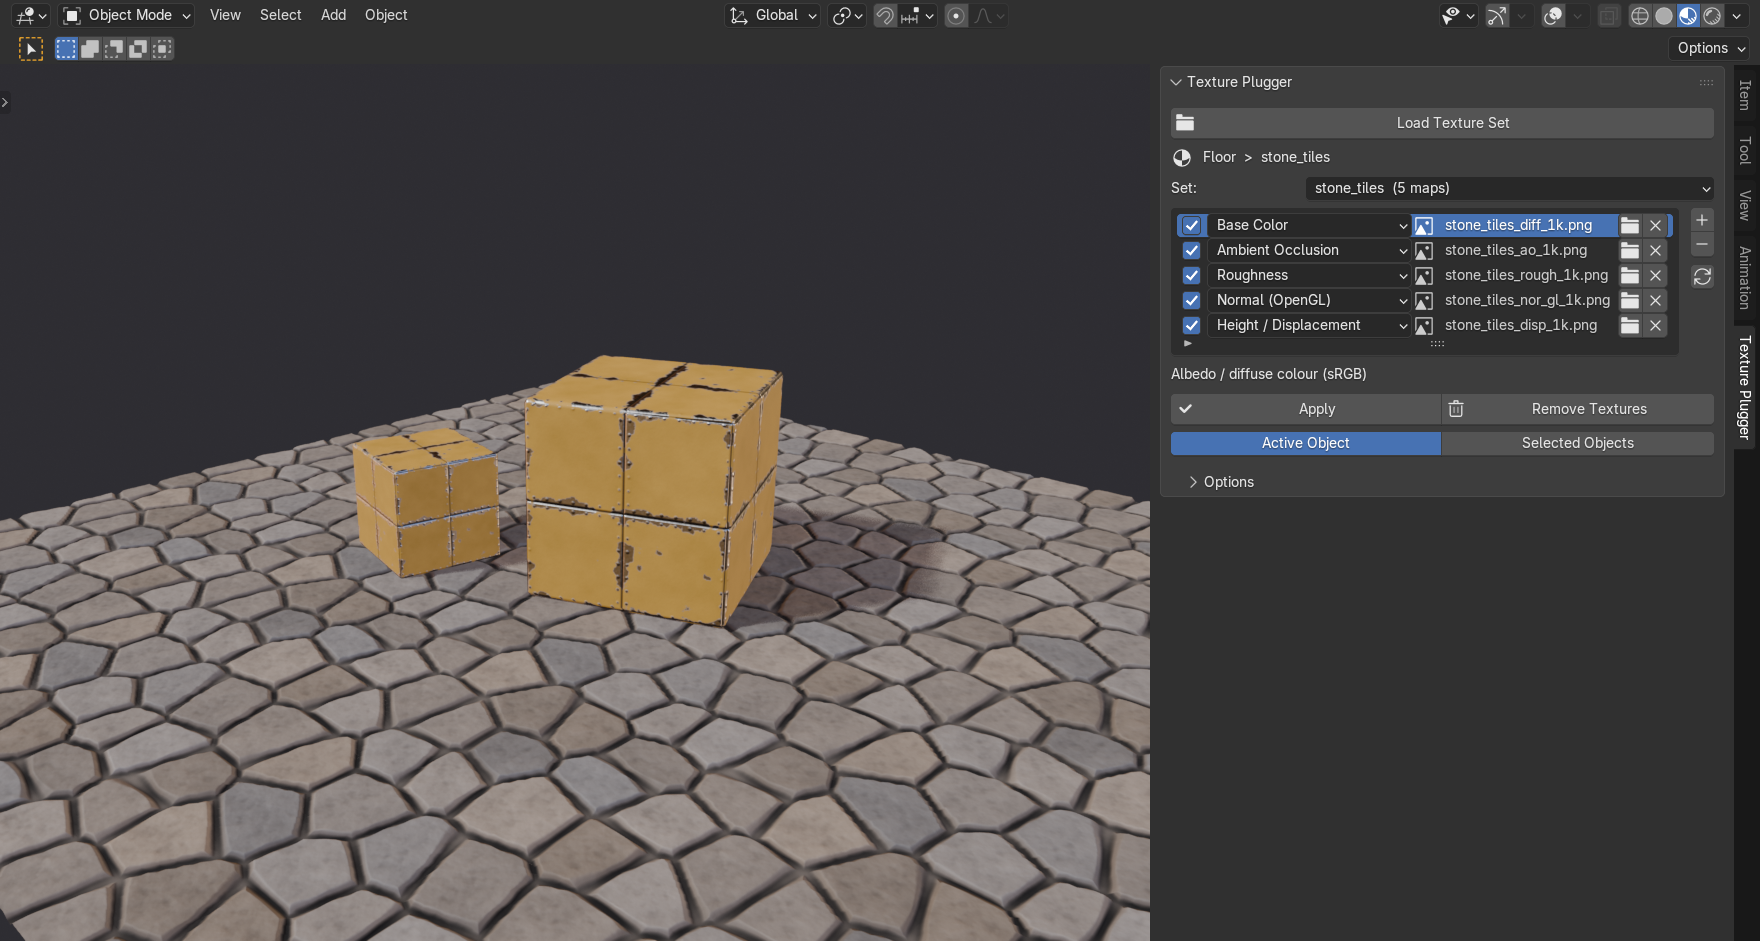 Object Mode View Select Add Object Global
Options
Texture Plugger
Load Texture Set
Floor > stone_tiles
Set: stone_tiles (5 maps)
Base Color stone_tiles_diff_1k.png
Ambient Occlusion stone_tiles_ao_1k.png
Roughness stone_tiles_rough_1k.png
Normal (OpenGL) stone_tiles_nor_gl_1k.png
Height / Displacement stone_tiles_disp_1k.png
Albedo / diffuse colour (sRGB)
Apply Remove Textures
Active Object Selected Objects
Options
Item
Tool
View
Animation
Texture Plugger